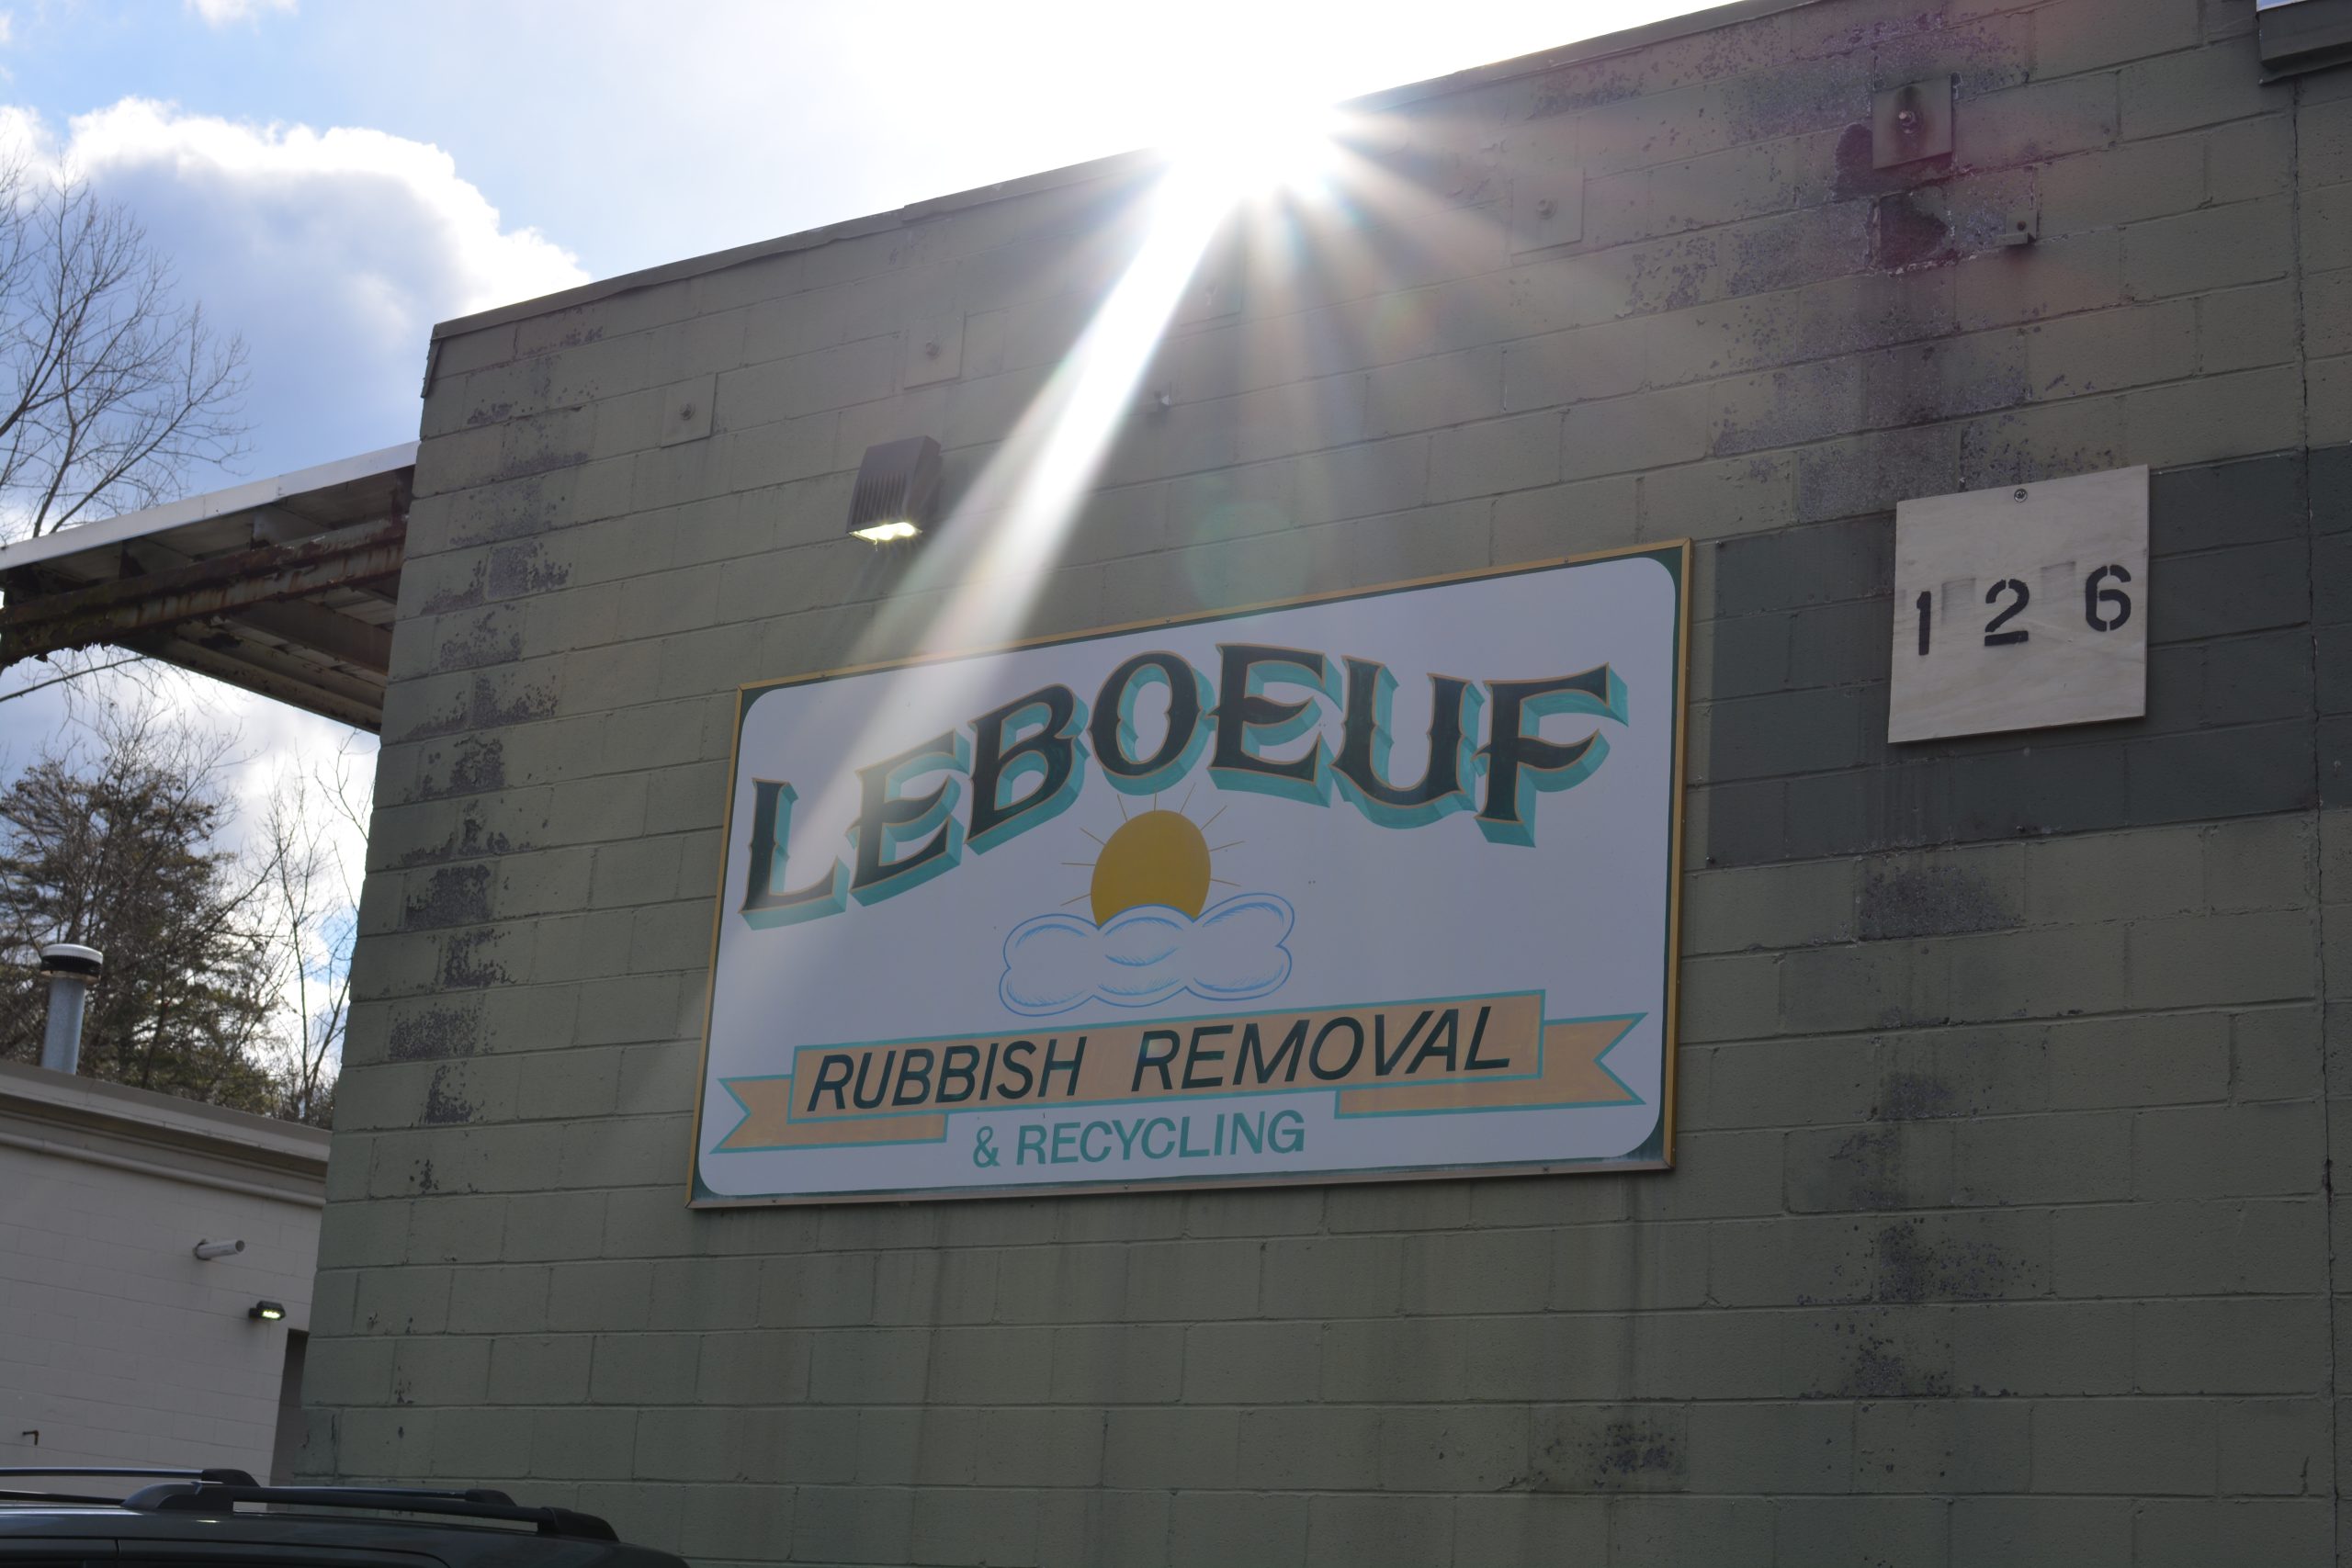 LEBOEUF
RUBBISH REMOVAL
& RECYCLING
126